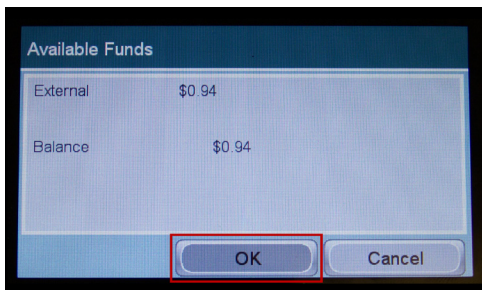 Available Funds
External $0.94
Balance $0.94
OK Cancel